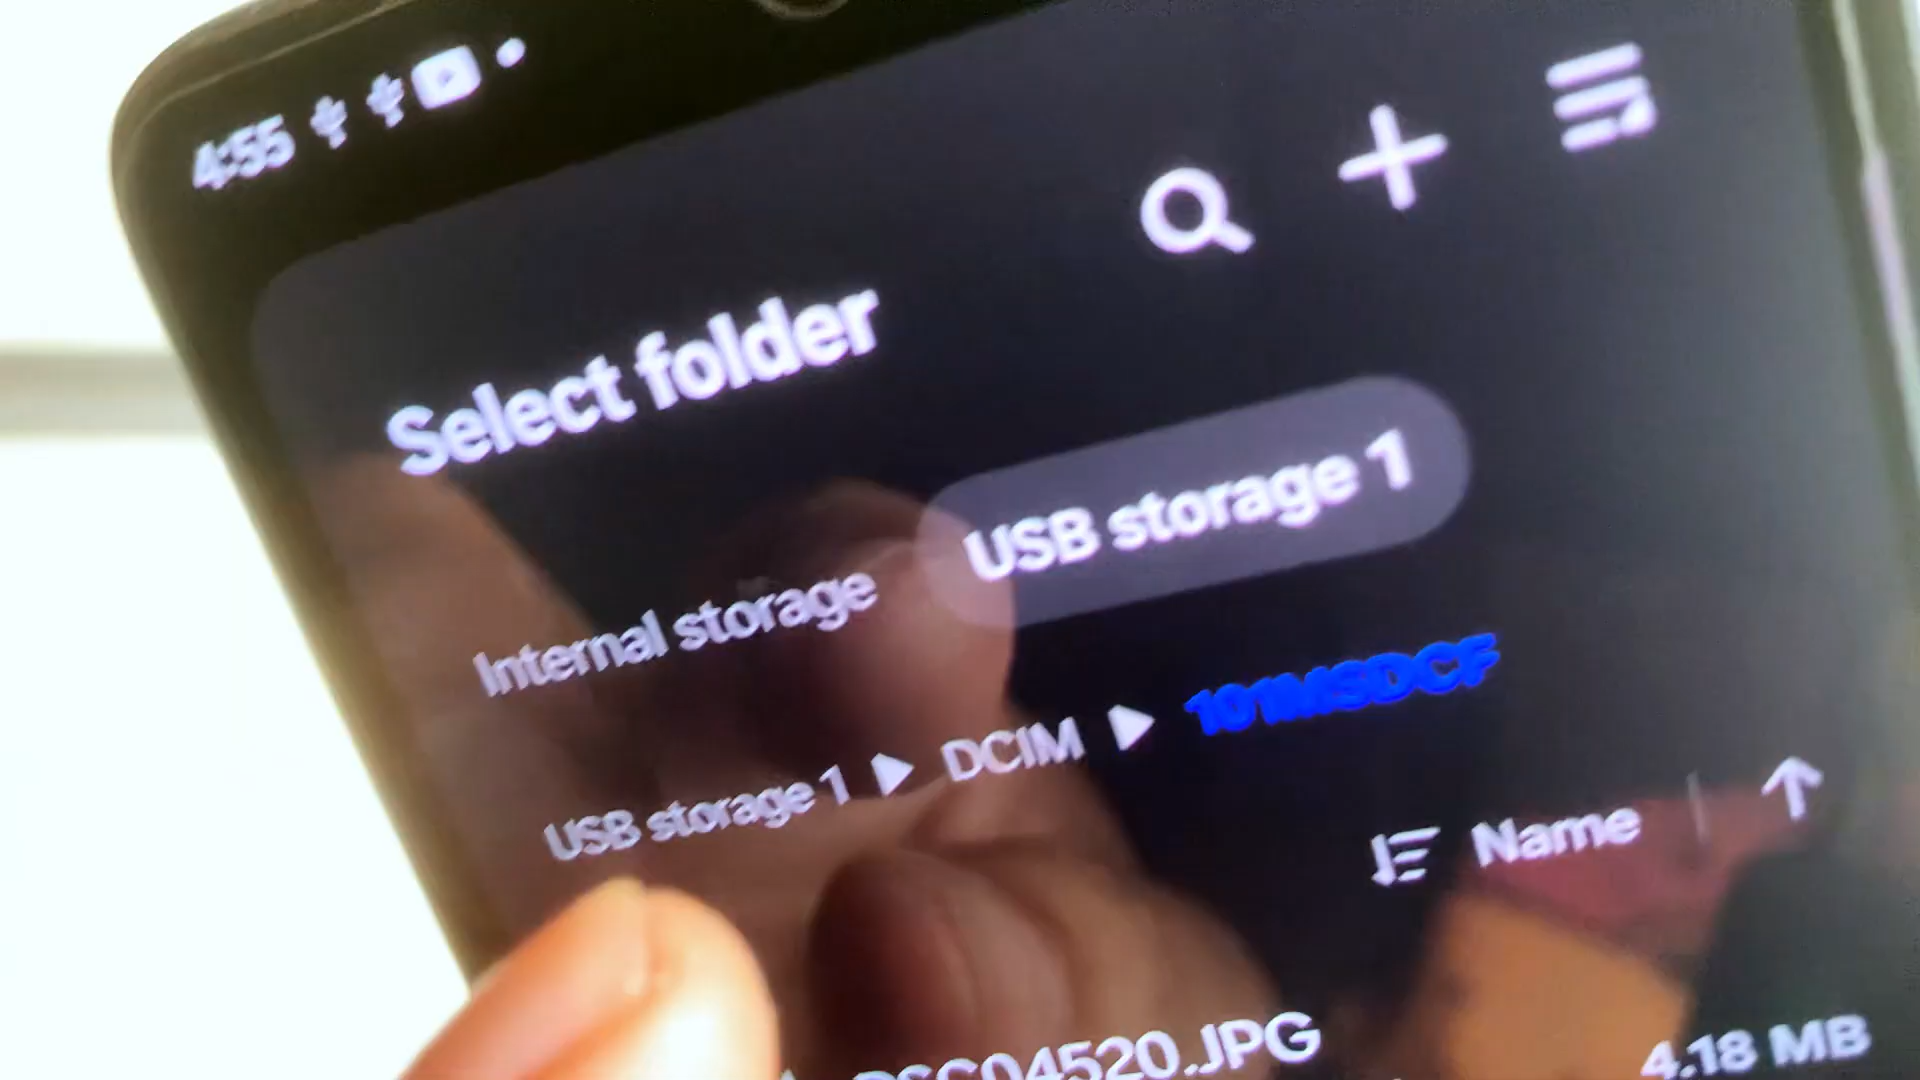 4:55
Select folder
Internal storage USB storage 1
USB storage 1 ▶ DCIM ▶ 101MSDCF
Name
DSC04520.JPG 4.18 MB